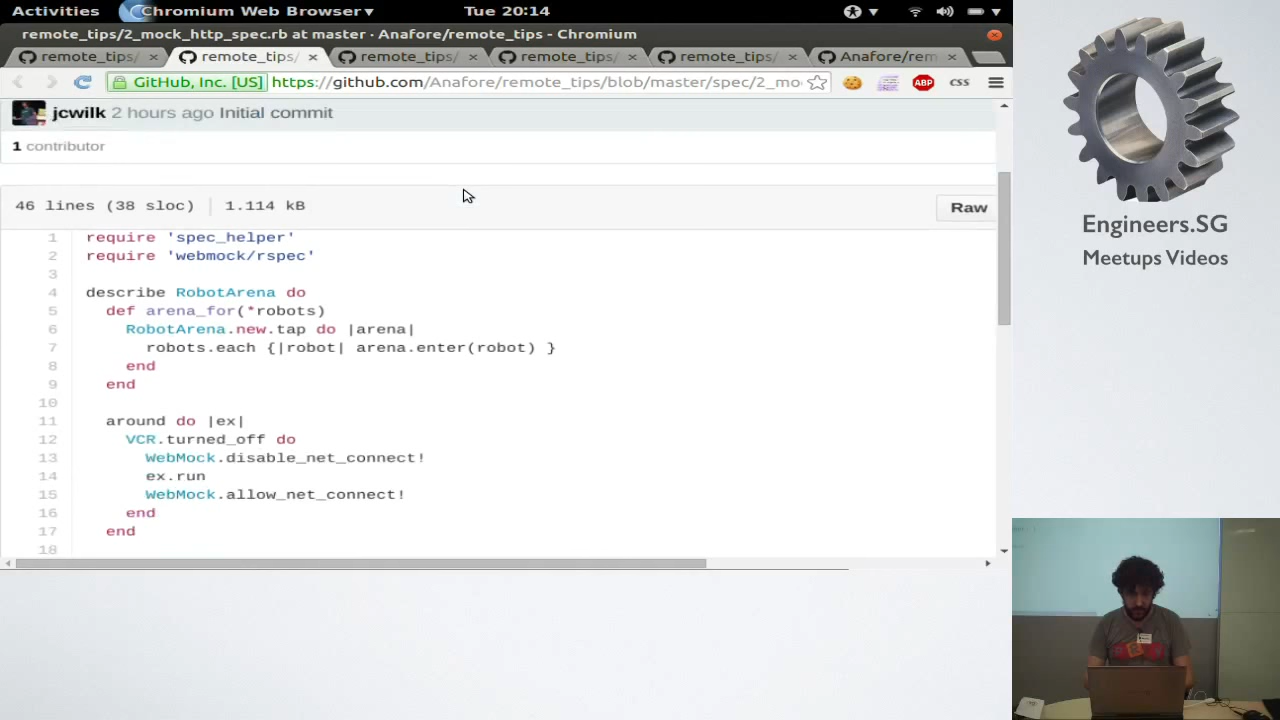 Activities Chromium Web Browser Tue 20:14
remote_tips/2_mock_http_spec.rb at master · Anafore/remote_tips - Chromium
remote_tips/ × remote_tips/ × remote_tips/ × remote_tips/ × remote_tips/ × Anafore/rem ×
GitHub, Inc. [US] https://github.com/Anafore/remote_tips/blob/master/spec/2_mo ABP CSS
jcwilk 2 hours ago Initial commit
1 contributor
46 lines (38 sloc) 1.114 kB Raw
1 require 'spec_helper'
2 require 'webmock/rspec'
3
4 describe RobotArena do
5 def arena_for(*robots)
6 RobotArena.new.tap do |arena|
7 robots.each {|robot| arena.enter(robot) }
8 end
9 end
10
11 around do |ex|
12 VCR.turned_off do
13 WebMock.disable_net_connect!
14 ex.run
15 WebMock.allow_net_connect!
16 end
17 end
18
Engineers.SG
Meetups Videos